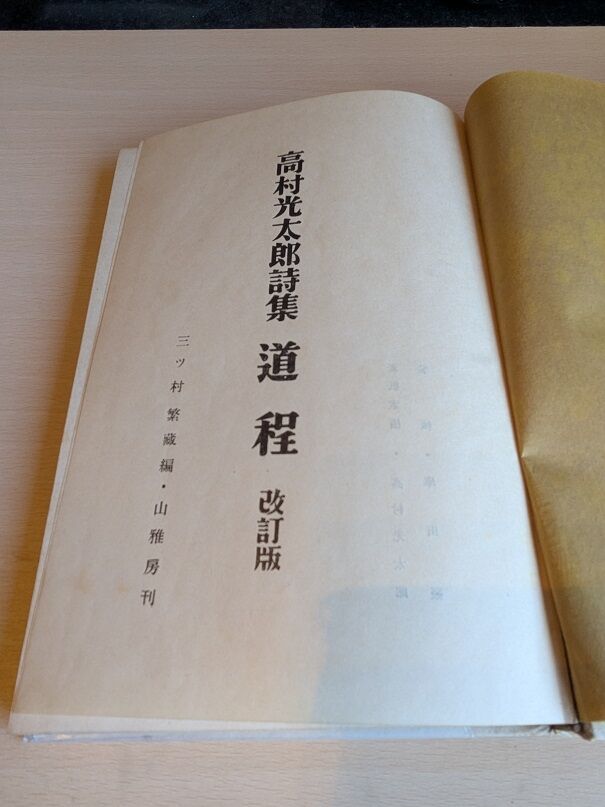 高村光太郎詩集 道程 改訂版
三ツ村繁蔵編・山雅房刊